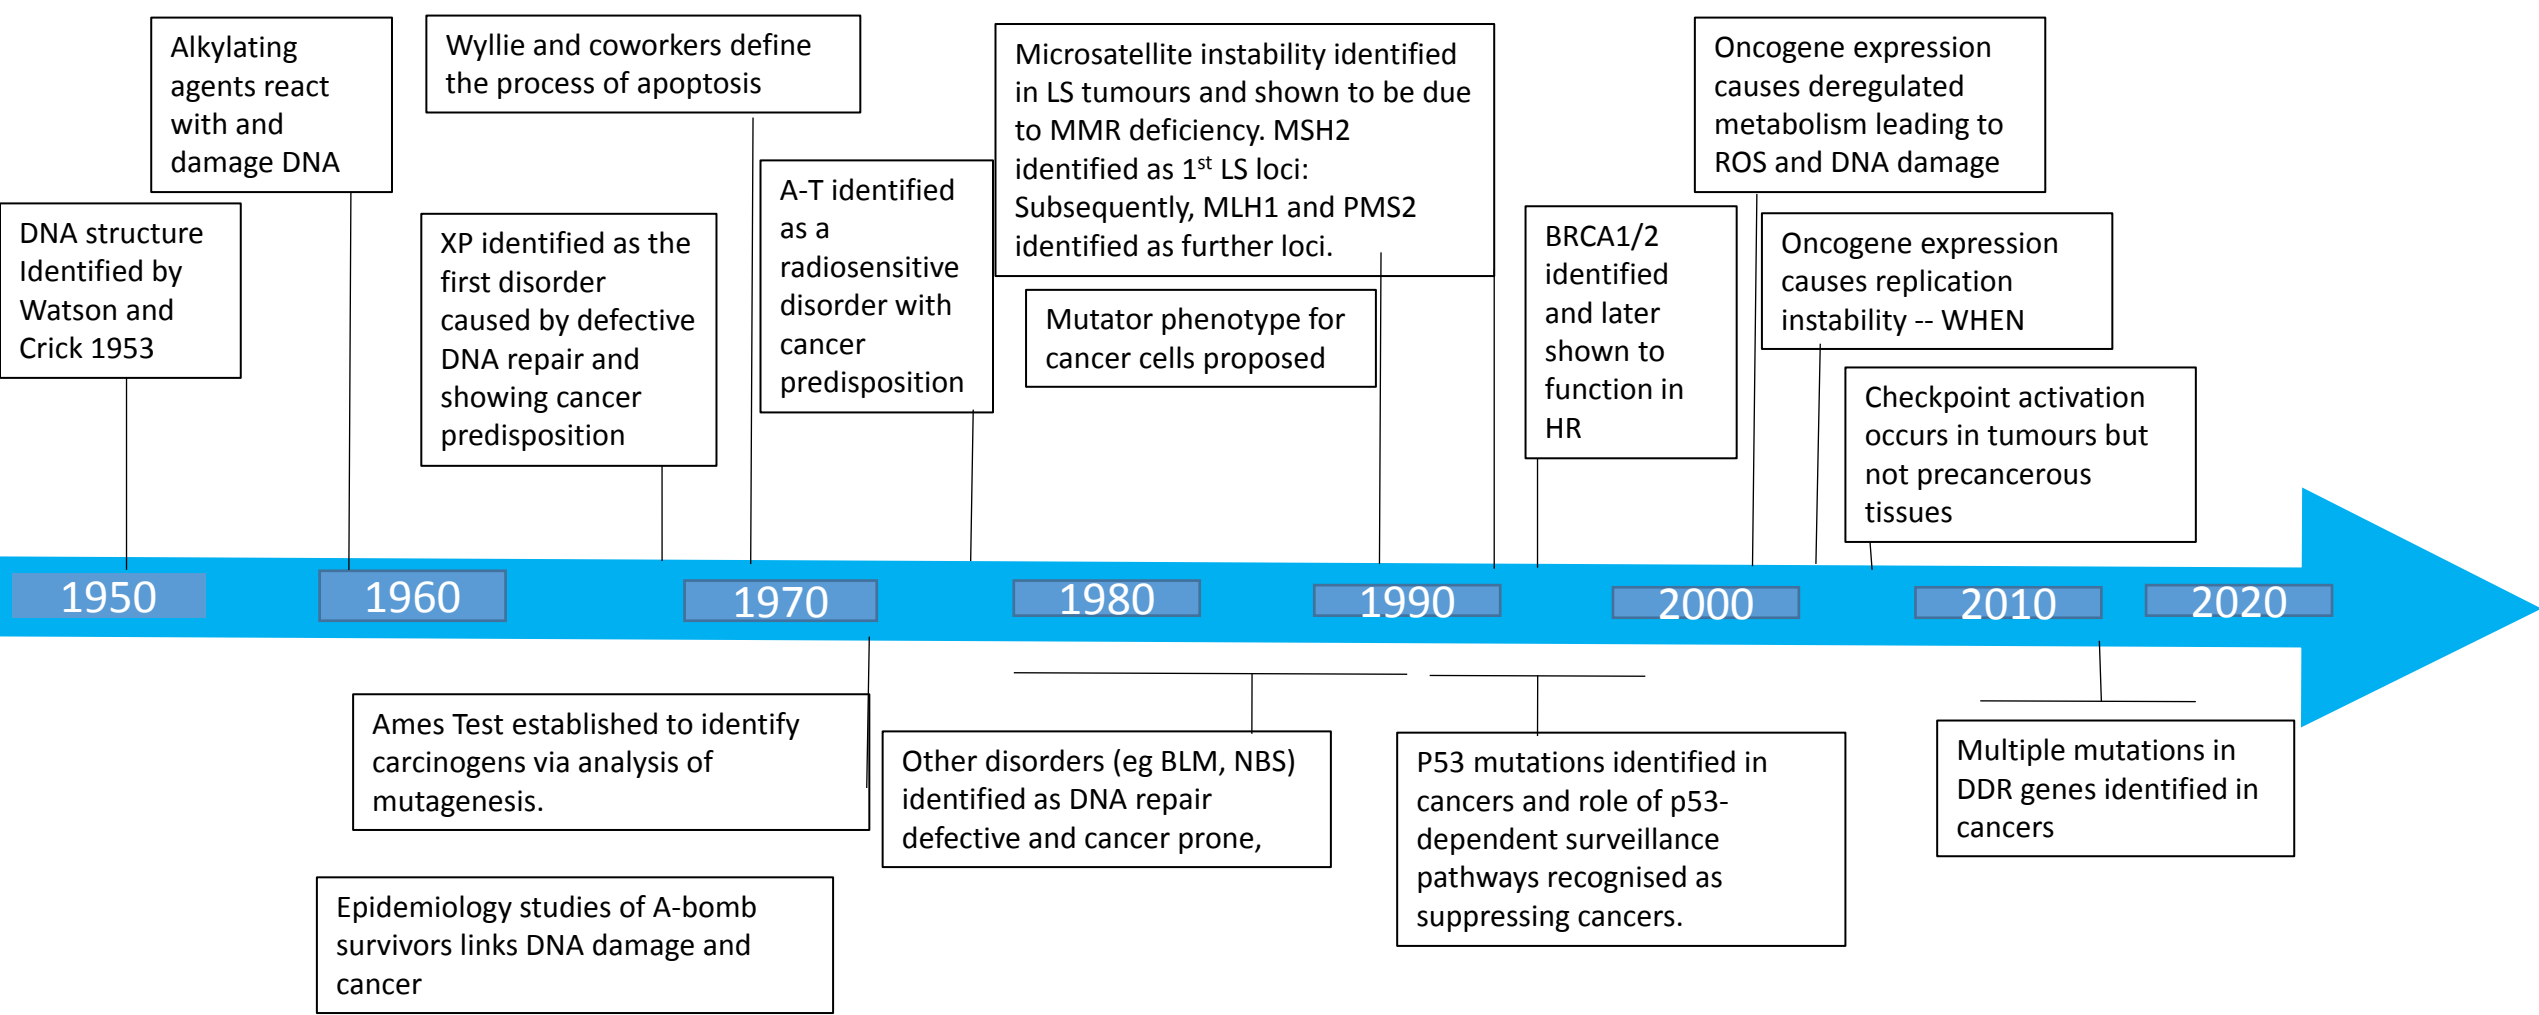 Alkylating
agents react
with and
damage DNA
Wyllie and coworkers define
the process of apoptosis
Microsatellite instability identified
in LS tumours and shown to be due
to MMR deficiency. MSH2
identified as 1st LS loci:
Subsequently, MLH1 and PMS2
identified as further loci.
Oncogene expression
causes deregulated
metabolism leading to
ROS and DNA damage
DNA structure
Identified by
Watson and
Crick 1953
XP identified as the
first disorder
caused by defective
DNA repair and
showing cancer
predisposition
A-T identified
as a
radiosensitive
disorder with
cancer
predisposition
Mutator phenotype for
cancer cells proposed
BRCA1/2
identified
and later
shown to
function in
HR
Oncogene expression
causes replication
instability -- WHEN
Checkpoint activation
occurs in tumours but
not precancerous
tissues
1950
1960
1970
1980
1990
2000
2010
2020
Ames Test established to identify
carcinogens via analysis of
mutagenesis.
Other disorders (eg BLM, NBS)
identified as DNA repair
defective and cancer prone,
P53 mutations identified in
cancers and role of p53-
dependent surveillance
pathways recognised as
suppressing cancers.
Multiple mutations in
DDR genes identified in
cancers
Epidemiology studies of A-bomb
survivors links DNA damage and
cancer